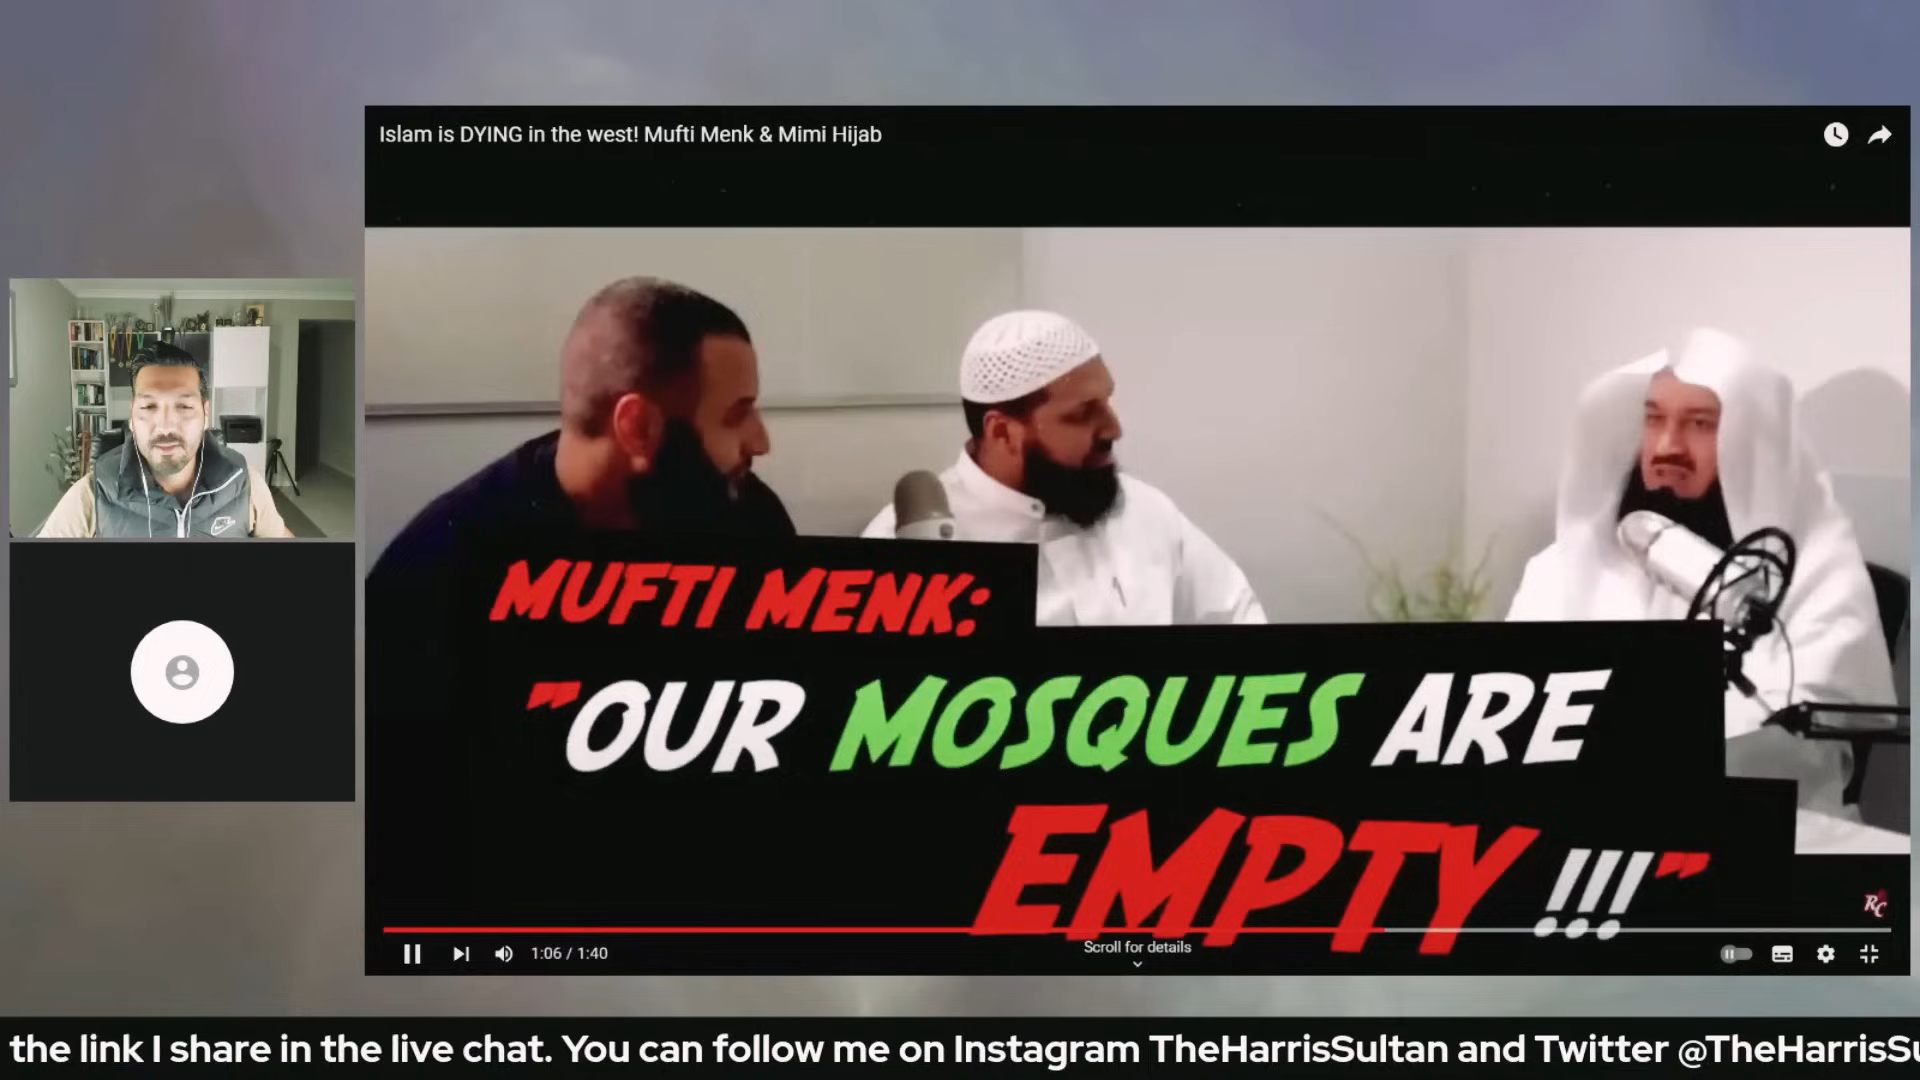 Islam is DYING in the west! Mufti Menk & Mimi Hijab
MUFTI MENK:
"OUR MOSQUES ARE
EMPTY !!!"
RC
1:06 / 1:40
Scroll for details
the link I share in the live chat. You can follow me on Instagram TheHarrisSultan and Twitter @TheHarrisSu